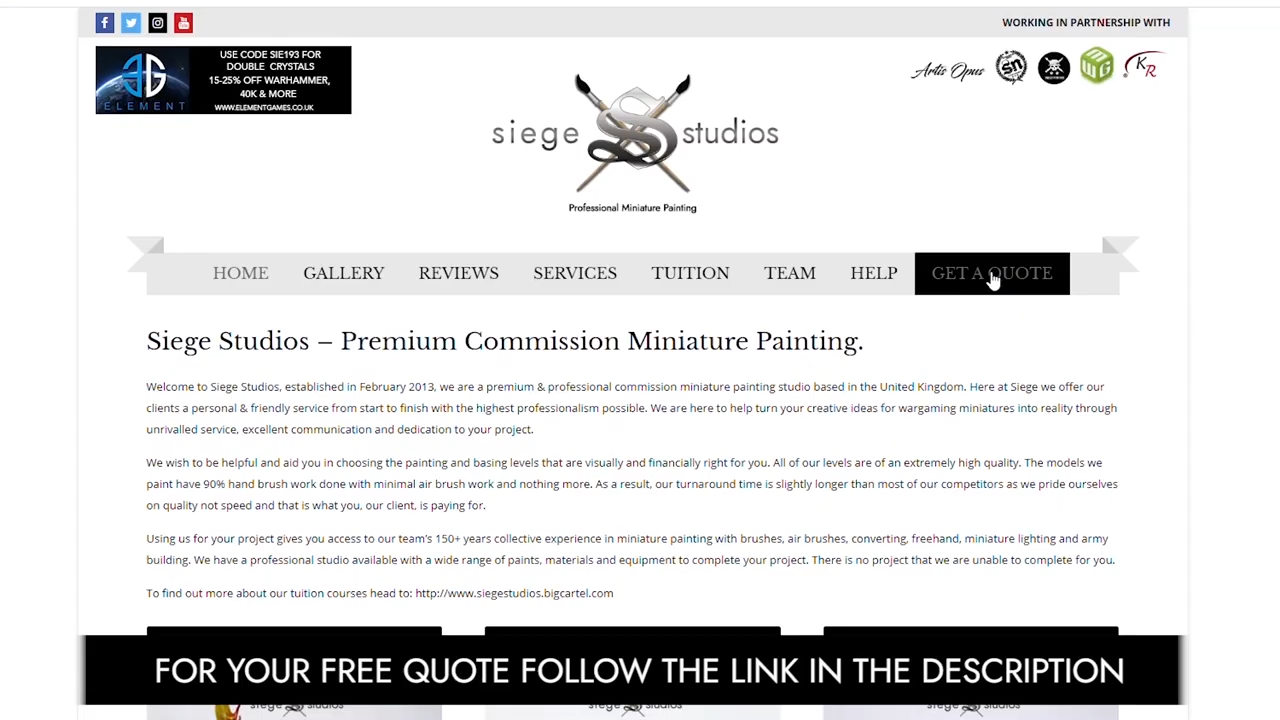 WORKING IN PARTNERSHIP WITH
USE CODE SIE193 FOR
DOUBLE CRYSTALS
15-25% OFF WARHAMMER,
40K & MORE
WWW.ELEMENTGAMES.CO.UK
ELEMENT
Artis Opus
KR
siege studios
Professional Miniature Painting
HOME GALLERY REVIEWS SERVICES TUITION TEAM HELP GET A QUOTE
Siege Studios – Premium Commission Miniature Painting.
Welcome to Siege Studios, established in February 2013, we are a premium & professional commission miniature painting studio based in the United Kingdom. Here at Siege we offer our
clients a personal & friendly service from start to finish with the highest professionalism possible. We are here to help turn your creative ideas for wargaming miniatures into reality through
unrivalled service, excellent communication and dedication to your project.
We wish to be helpful and aid you in choosing the painting and basing levels that are visually and financially right for you. All of our levels are of an extremely high quality. The models we
paint have 90% hand brush work done with minimal air brush work and nothing more. As a result, our turnaround time is slightly longer than most of our competitors as we pride ourselves
on quality not speed and that is what you, our client, is paying for.
Using us for your project gives you access to our team's 150+ years collective experience in miniature painting with brushes, air brushes, converting, freehand, miniature lighting and army
building. We have a professional studio available with a wide range of paints, materials and equipment to complete your project. There is no project that we are unable to complete for you.
To find out more about our tuition courses head to: http://www.siegestudios.bigcartel.com
FOR YOUR FREE QUOTE FOLLOW THE LINK IN THE DESCRIPTION